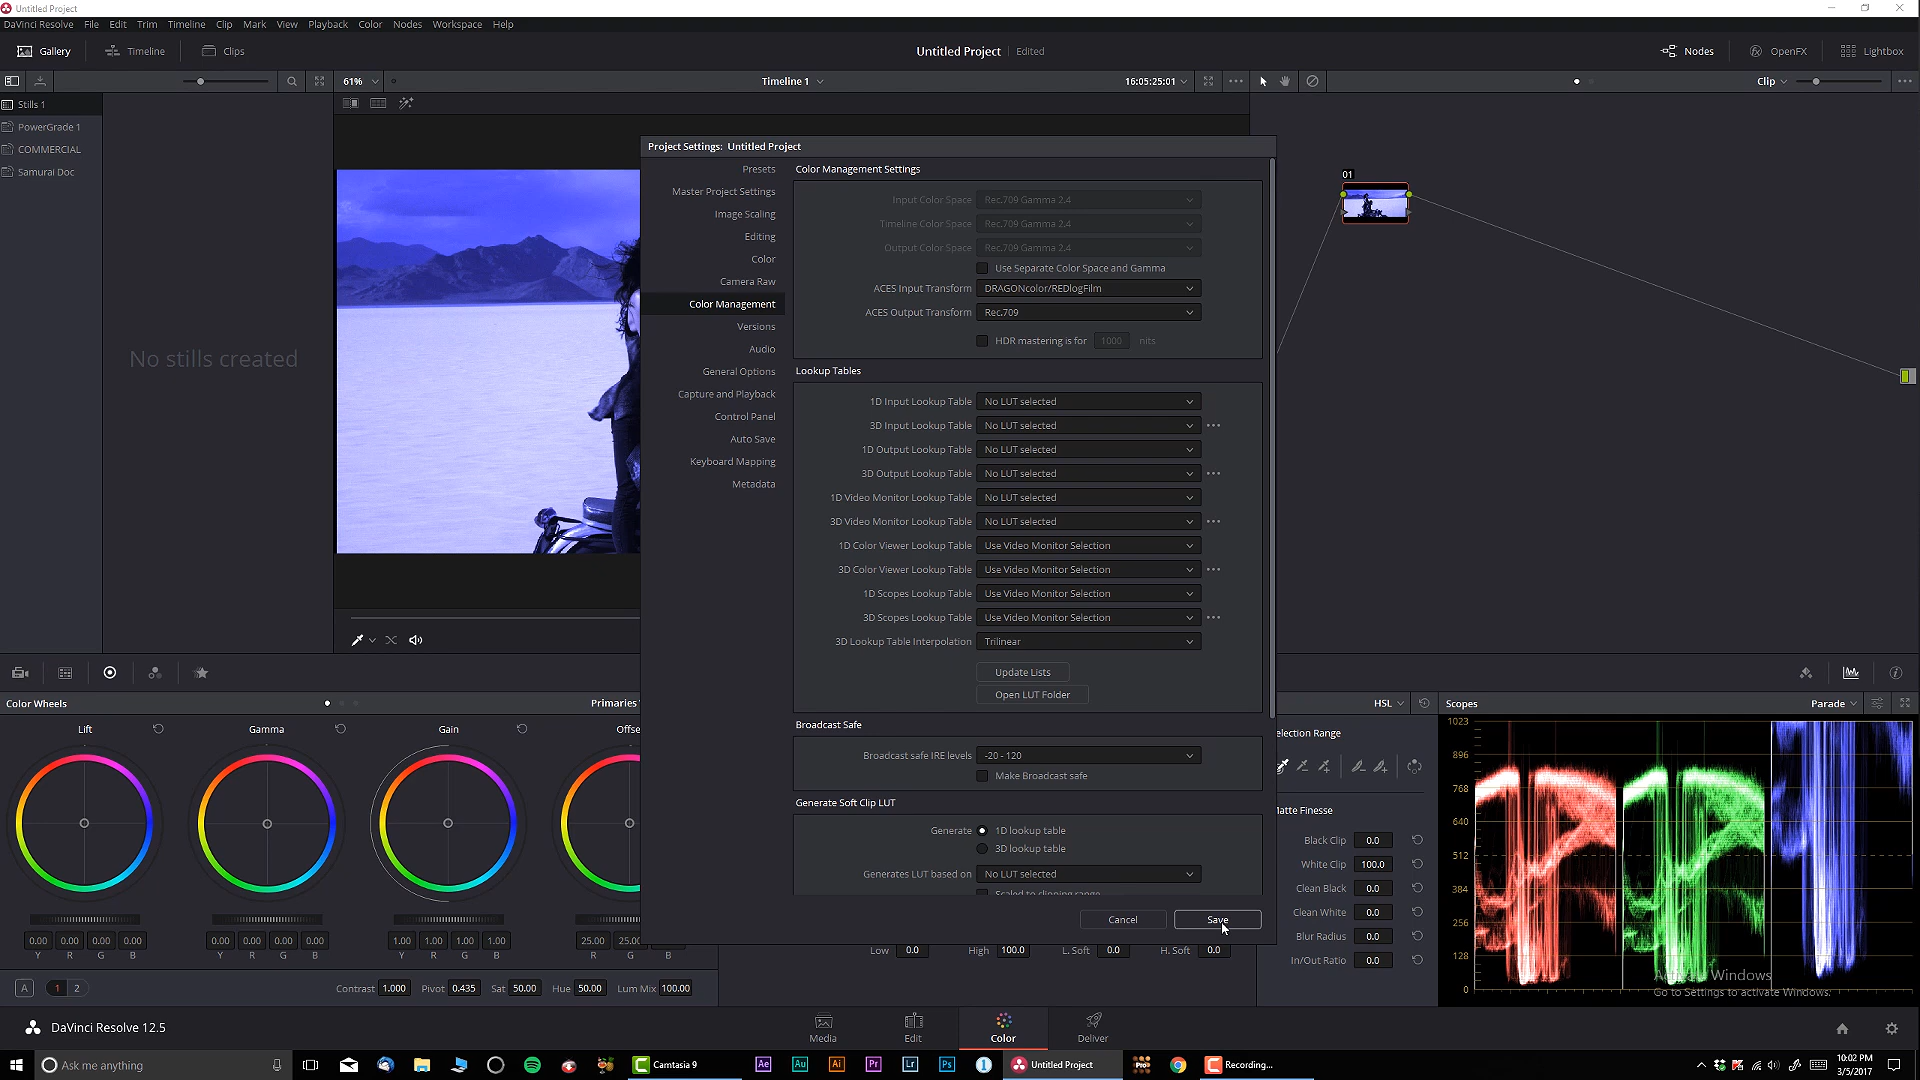 Untitled Project
DaVinci Resolve File Edit Trim Timeline Clip Mark View Playback Color Nodes Workspace Help
Gallery Timeline Clips Untitled Project Edited Nodes OpenFX Lightbox
61% Timeline 1 16:05:25:01 Clip
Stills 1
PowerGrade 1
COMMERCIAL
Samurai Doc
No stills created
01
Project Settings: Untitled Project
Presets
Master Project Settings
Image Scaling
Editing
Color
Camera Raw
Color Management
Versions
Audio
General Options
Capture and Playback
Control Panel
Auto Save
Keyboard Mapping
Metadata
Color Management Settings
Input Color Space Rec.709 Gamma 2.4
Timeline Color Space Rec.709 Gamma 2.4
Output Color Space Rec.709 Gamma 2.4
Use Separate Color Space and Gamma
ACES Input Transform DRAGONcolor/REDlogFilm
ACES Output Transform Rec.709
HDR mastering is for 1000 nits
Lookup Tables
1D Input Lookup Table No LUT selected
3D Input Lookup Table No LUT selected
1D Output Lookup Table No LUT selected
3D Output Lookup Table No LUT selected
1D Video Monitor Lookup Table No LUT selected
3D Video Monitor Lookup Table No LUT selected
1D Color Viewer Lookup Table Use Video Monitor Selection
3D Color Viewer Lookup Table Use Video Monitor Selection
1D Scopes Lookup Table Use Video Monitor Selection
3D Scopes Lookup Table Use Video Monitor Selection
3D Lookup Table Interpolation Trilinear
Update Lists
Open LUT Folder
Broadcast Safe
Broadcast safe IRE levels -20 - 120
Make Broadcast safe
Generate Soft Clip LUT
Generate 1D lookup table
3D lookup table
Generates LUT based on No LUT selected
Scaled to clipping range
Cancel Save
Color Wheels Primaries
Lift Gamma Gain Offse
0.00 0.00 0.00 0.00 0.00 0.00 0.00 0.00 1.00 1.00 1.00 1.00 25.00 25.00
Y R G B Y R G B Y R G B R G B
A 1 2 Contrast 1.000 Pivot 0.435 Sat 50.00 Hue 50.00 Lum Mix 100.00
Low 0.0 High 100.0 L. Soft 0.0 H. Soft 0.0
HSL
election Range
Matte Finesse
Black Clip 0.0
White Clip 100.0
Clean Black 0.0
Clean White 0.0
Blur Radius 0.0
In/Out Ratio 0.0
Scopes Parade
1023
896
768
640
512
384
256
128
0
Activate Windows
Go to Settings to activate Windows.
DaVinci Resolve 12.5 Media Edit Color Deliver
Ask me anything Camtasia 9 Ae Au Ai Pr Lr Ps Untitled Project Recording... 10:02 PM
3/5/2017